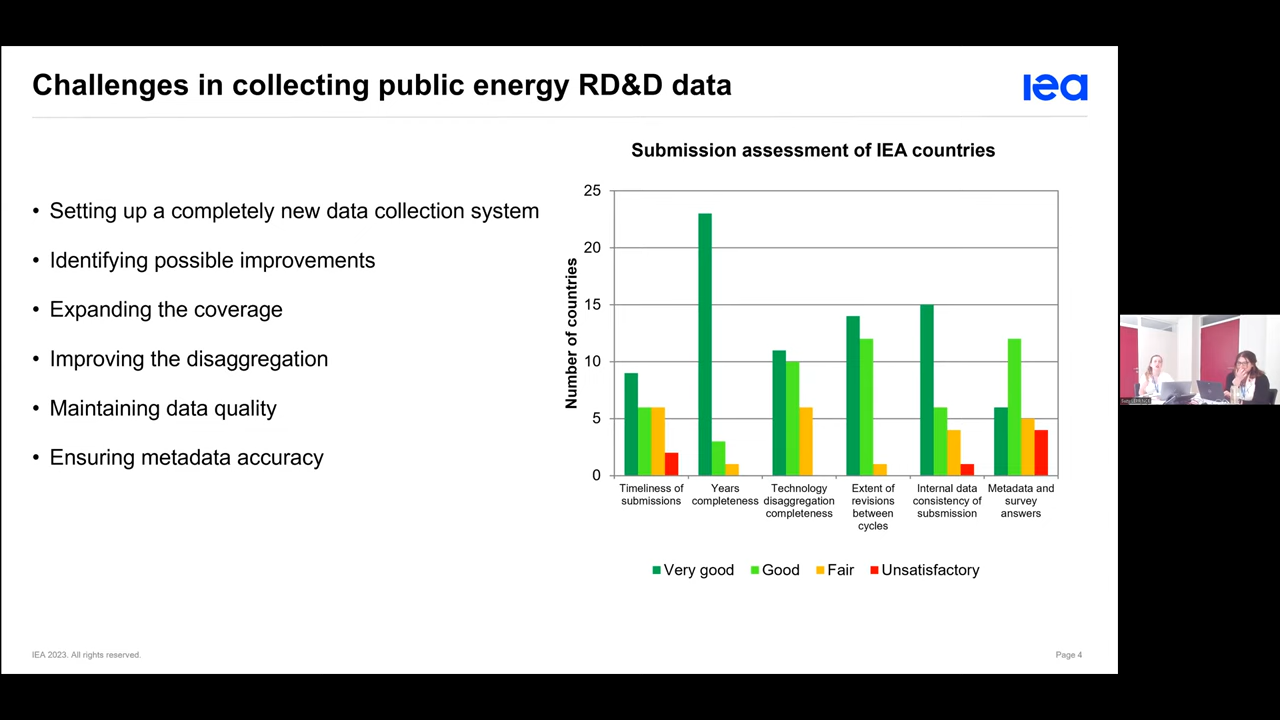 Challenges in collecting public energy RD&D data
iea
• Setting up a completely new data collection system
• Identifying possible improvements
• Expanding the coverage
• Improving the disaggregation
• Maintaining data quality
• Ensuring metadata accuracy
Submission assessment of IEA countries
Number of countries
25
20
15
10
5
0
Timeliness of
submissions
Years
completeness
Technology
disaggregation
completeness
Extent of
revisions
between
cycles
Internal data
consistency of
subsmission
Metadata and
survey
answers
Very good
Good
Fair
Unsatisfactory
IEA 2023. All rights reserved.
Page 4